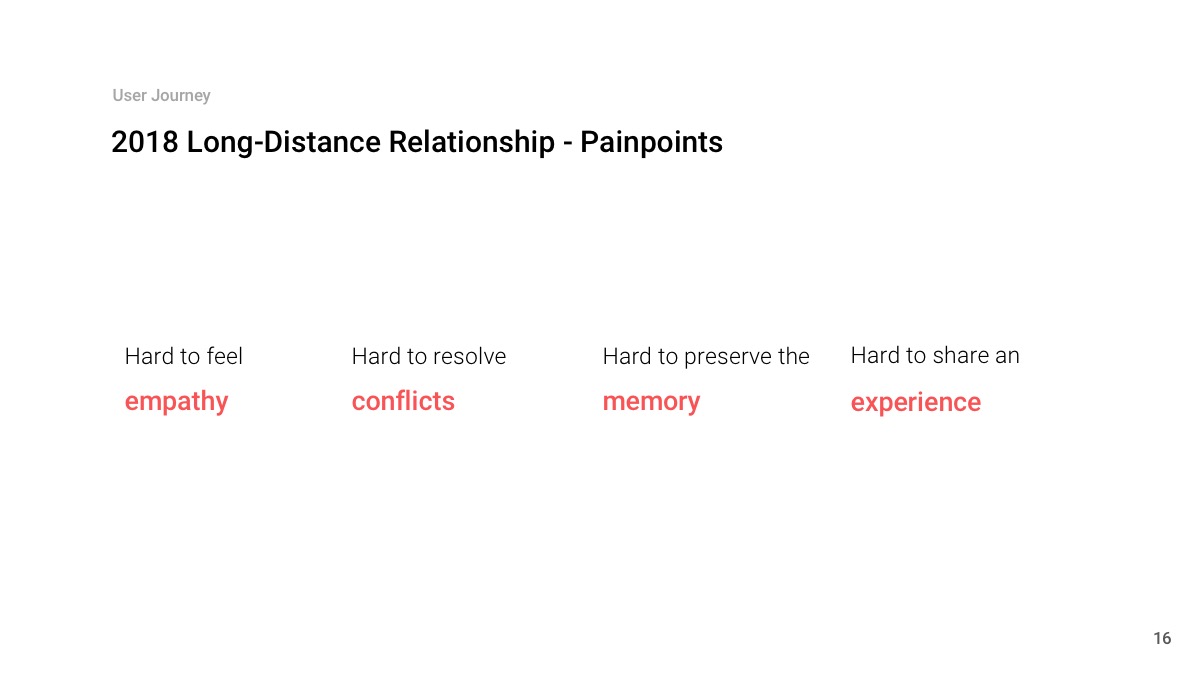 User Journey
2018 Long-Distance Relationship - Painpoints
Hard to feel
empathy
Hard to resolve
conflicts
Hard to preserve the
memory
Hard to share an
experience
16